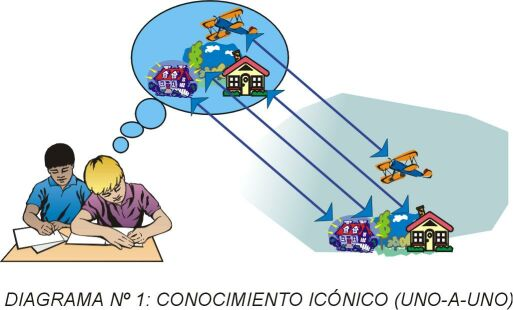 DIAGRAMA Nº 1: CONOCIMIENTO ICÓNICO (UNO-A-UNO)